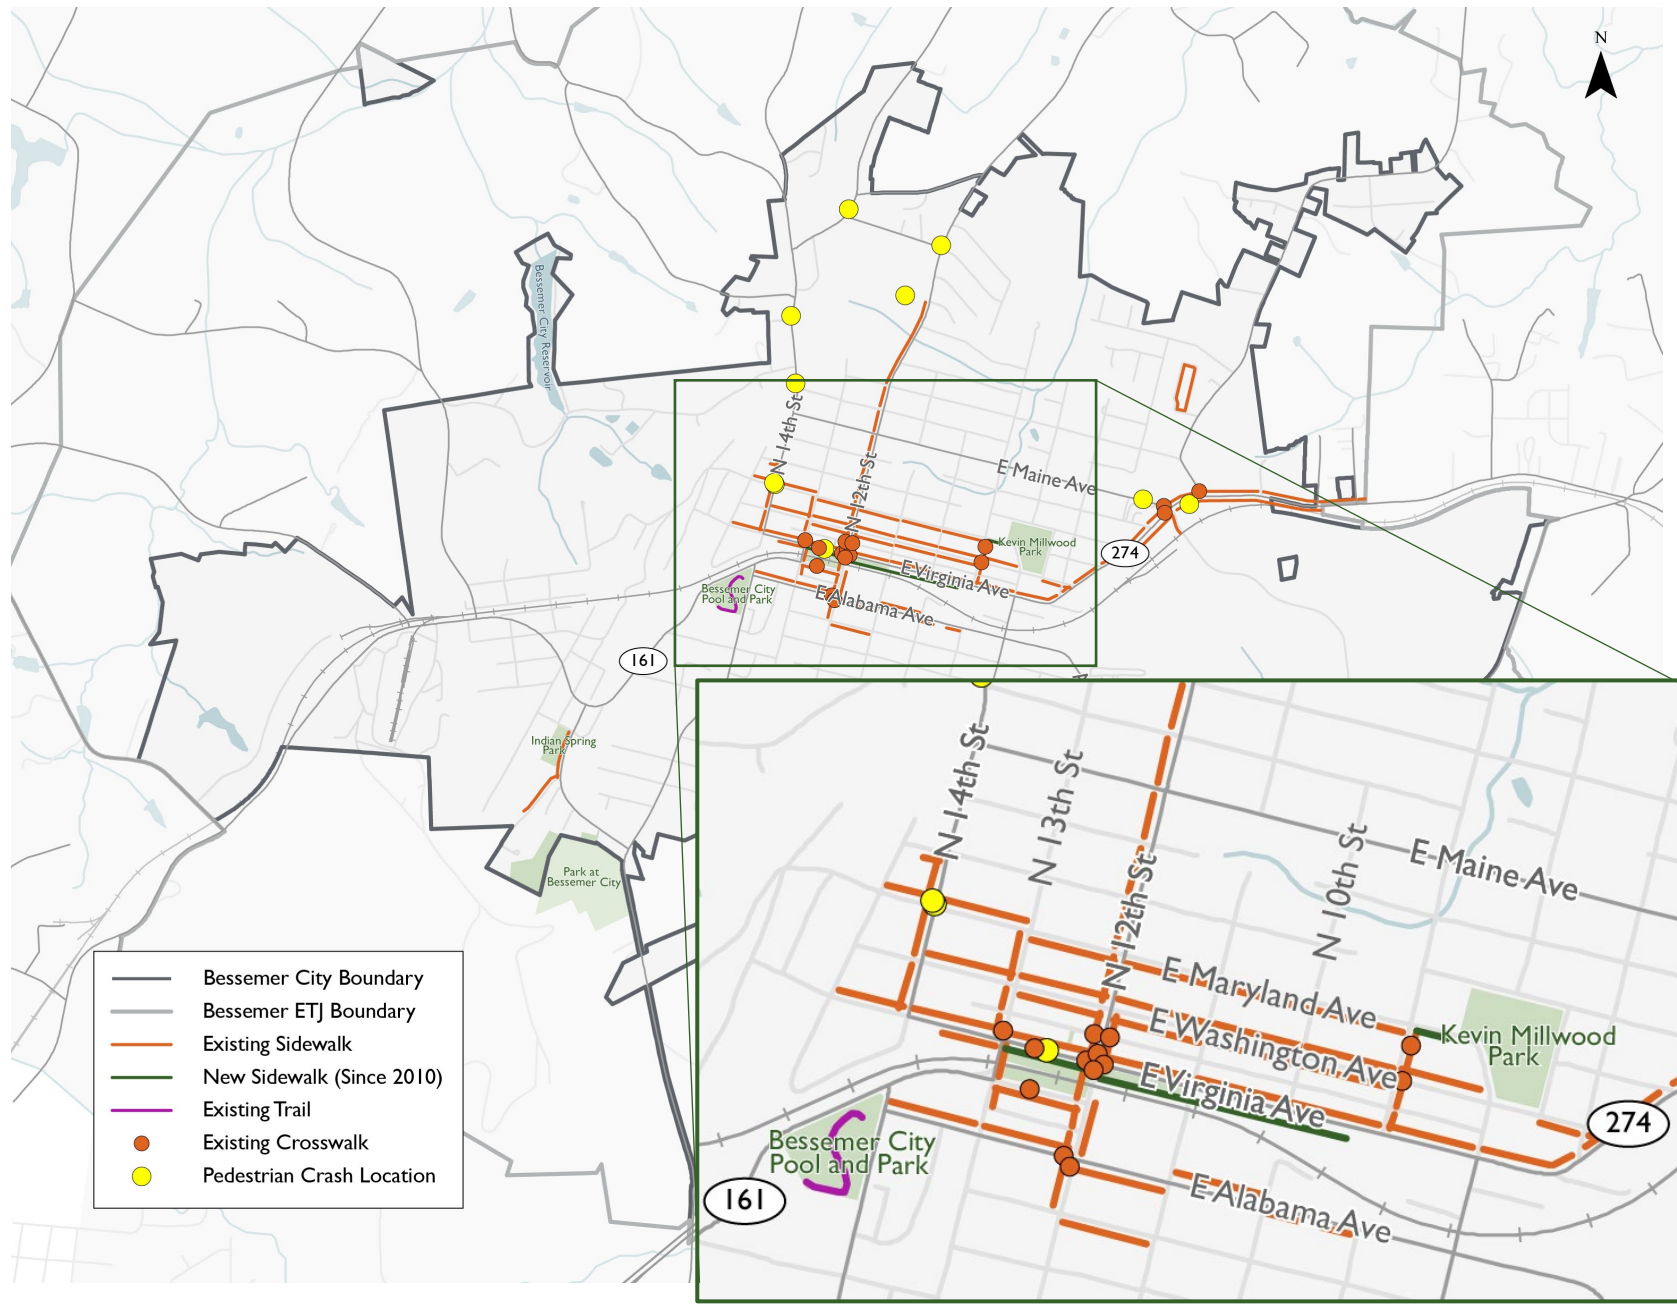 N
Bessemer City Reservoir
N 14th St
N 12th St
E Maine Ave
Kevin Millwood
Park
274
E Virginia Ave
E Alabama Ave
Bessemer City
Pool and Park
161
Indian Spring
Park
Park at
Bessemer City
Bessemer City Boundary
Bessemer ETJ Boundary
Existing Sidewalk
New Sidewalk (Since 2010)
Existing Trail
Existing Crosswalk
Pedestrian Crash Location
N 14th St
N 13th St
N 12th St
N 10th St
E Maine Ave
E Maryland Ave
E Washington Ave
E Virginia Ave
Kevin Millwood
Park
274
Bessemer City
Pool and Park
161
E Alabama Ave